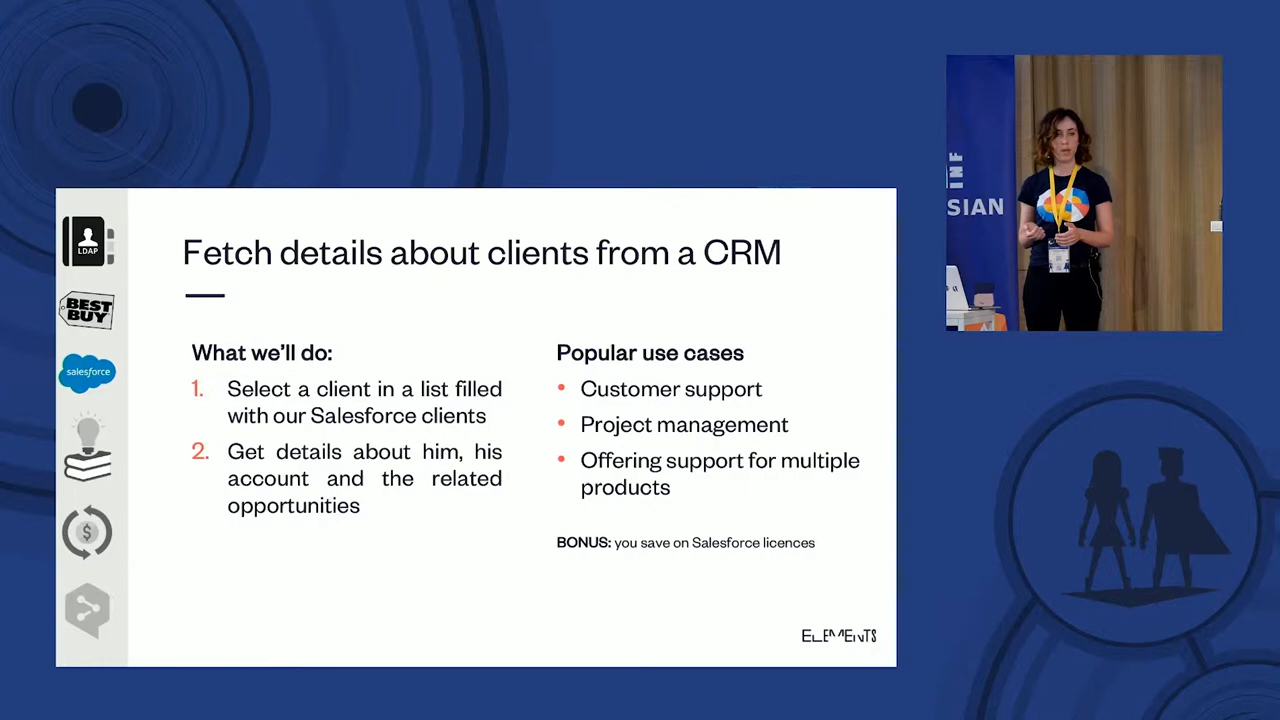 LDAP
BEST
BUY
salesforce
Fetch details about clients from a CRM
What we'll do:
1. Select a client in a list filled
with our Salesforce clients
2. Get details about him, his
account and the related
opportunities
Popular use cases
• Customer support
• Project management
• Offering support for multiple
products
BONUS: you save on Salesforce licences
ELEMENTS
INF
SIAN